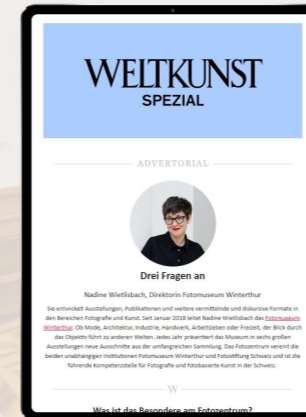 WELTKUNST
SPEZIAL
ADVERTORIAL
Drei Fragen an
Nadine Wietlisbach, Direktorin Fotomuseum Winterthur
Sie entwickelt Ausstellungen, Publikationen und weitere vermittelnde und diskursive Formate in
den Bereichen Fotografie und Kunst. Seit Januar 2018 leitet Nadine Wietlisbach das Fotomuseum
Winterthur. Ob Mode, Architektur, Industrie, Handwerk, Arbeitsleben oder Freizeit, der Blick durch
das Objektiv führt zu anderen Welten. Jedes Jahr präsentiert das Museum in sechs großen
Ausstellungen neue Ausschnitte aus der umfangreichen Sammlung. Das Fotozentrum vereint die
beiden unabhängigen Institutionen Fotomuseum Winterthur und Fotostiftung Schweiz und ist die
führende Kompetenzstelle für Fotografie und fotobasierte Kunst in der Schweiz.
W
Was ist das Besondere am Fotozentrum?